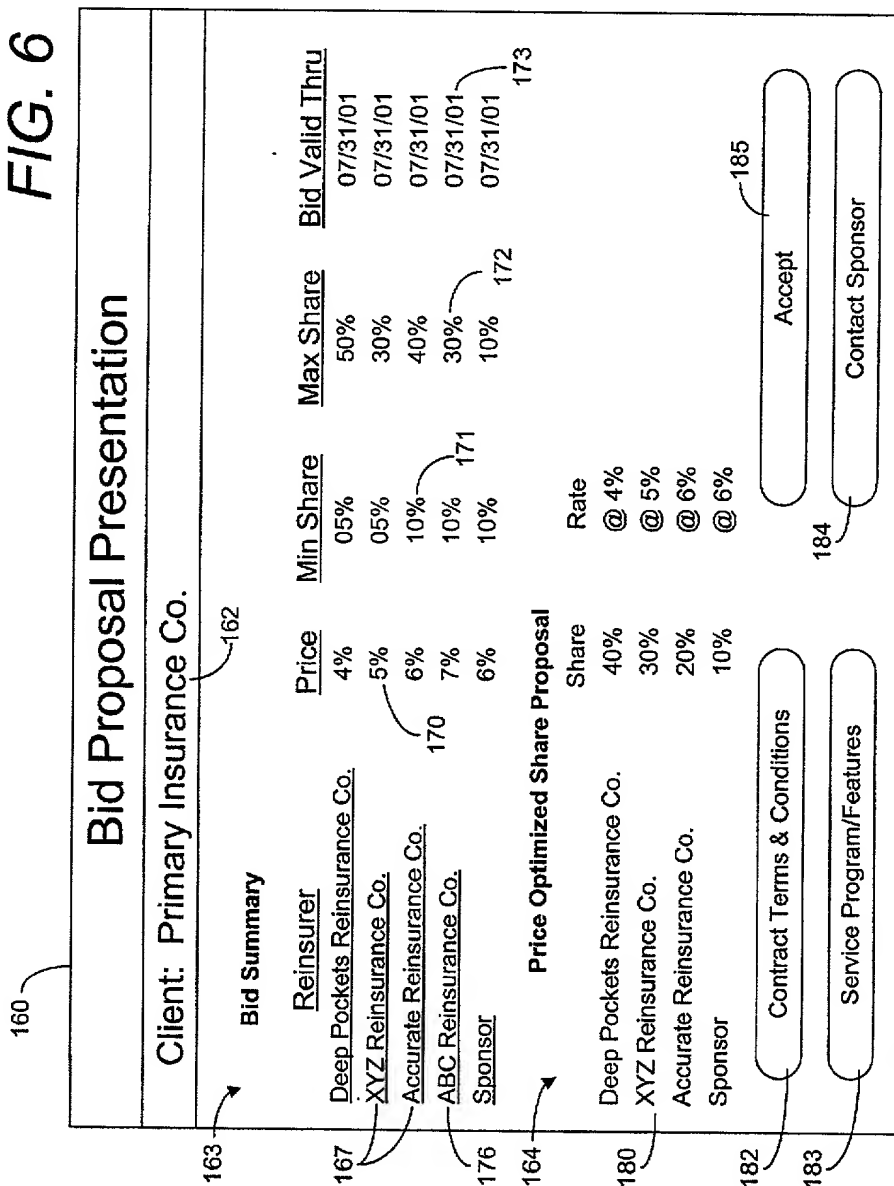 FIG. 6
160
Bid Proposal Presentation
Client: Primary Insurance Co.
162
163
Bid Summary
Reinsurer Price Min Share Max Share Bid Valid Thru
Deep Pockets Reinsurance Co. 4% 05% 50% 07/31/01
XYZ Reinsurance Co. 5% 05% 30% 07/31/01
Accurate Reinsurance Co. 6% 10% 40% 07/31/01
ABC Reinsurance Co. 7% 10% 30% 07/31/01
Sponsor 6% 10% 10% 07/31/01
167
170
171
172
173
176
164
Price Optimized Share Proposal
Share Rate
Deep Pockets Reinsurance Co. 40% @ 4%
XYZ Reinsurance Co. 30% @ 5%
Accurate Reinsurance Co. 20% @ 6%
Sponsor 10% @ 6%
180
182
Contract Terms & Conditions
Accept
185
183
Service Program/Features
184
Contact Sponsor